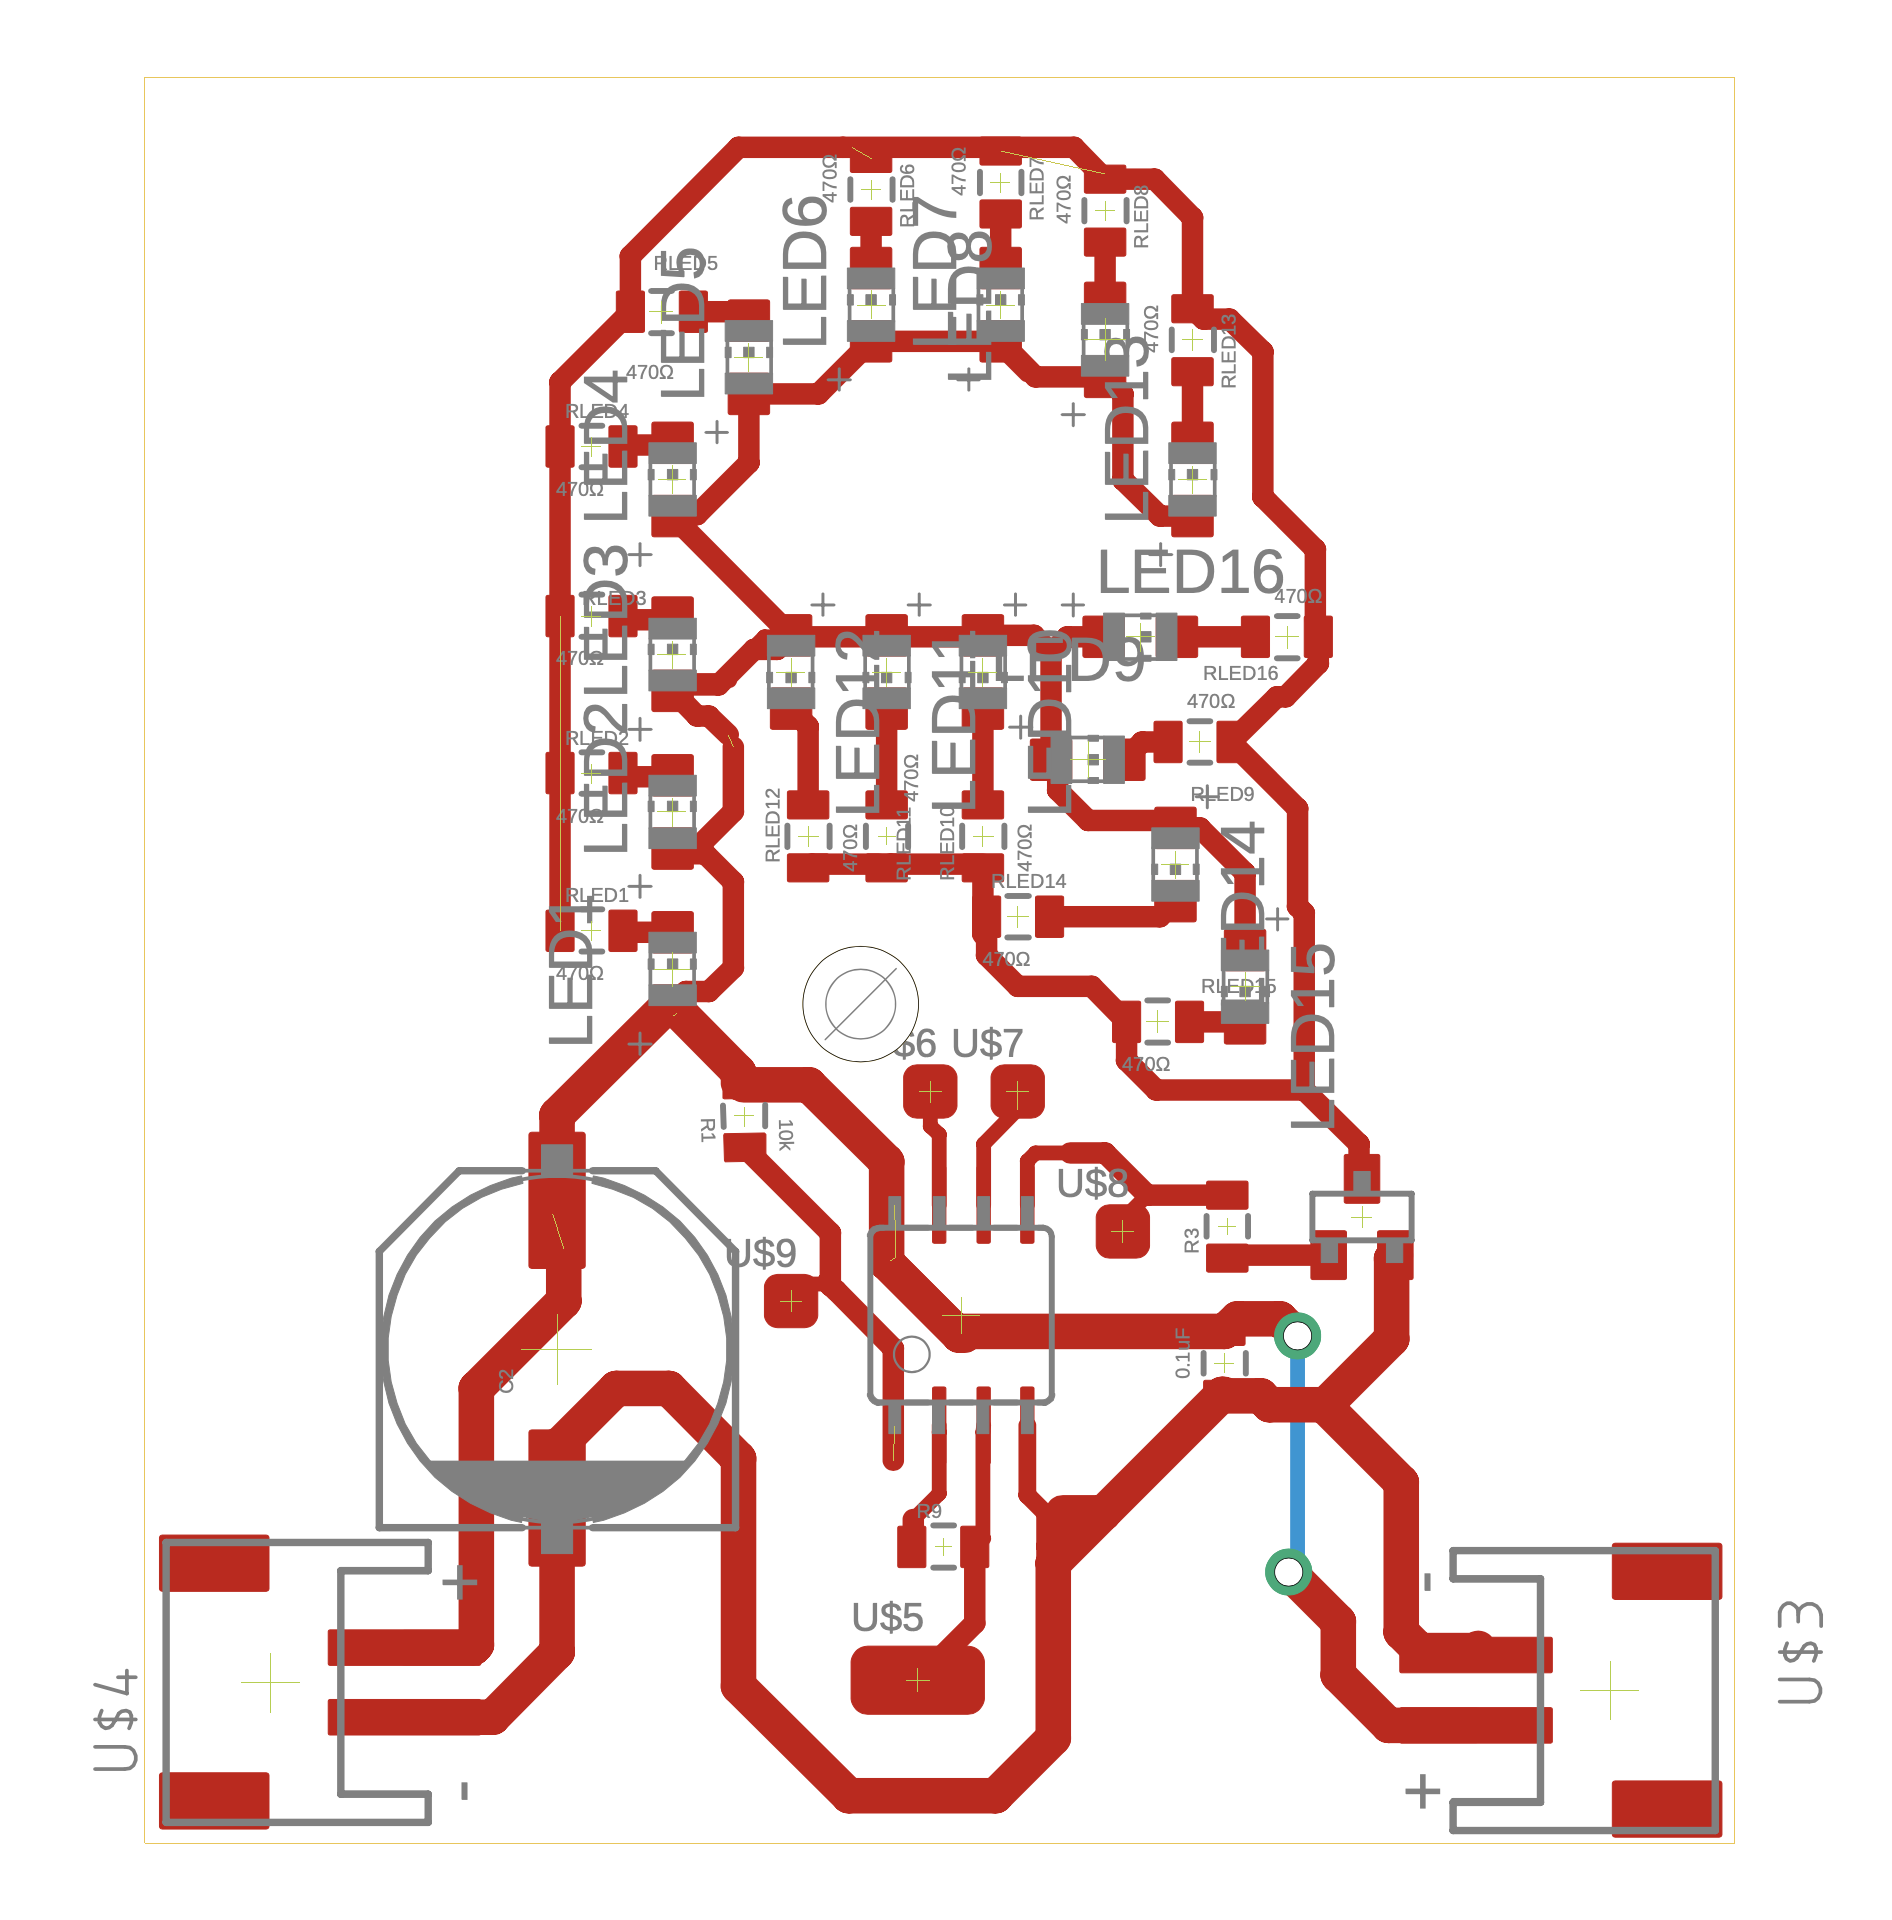 470Ω
RLED6
470Ω
RLED7
470Ω
RLED8
LED6
LED7
LED8
RLED5
LED5
470Ω
470Ω
RLED13
LED13
RLED4
LED4
470Ω
LED16
470Ω
RLED16
RLED3
LED3
470Ω
LED12
LED11
LED10
LED9
470Ω
RLED2
LED2
470Ω
RLED12
470Ω
470Ω
RLED11
RLED10
470Ω
RLED9
LED14
RLED14
470Ω
RLED1
LED1
470Ω
RLED15
470Ω
LED15
$6
U$7
R1
10k
U$8
R3
U$9
0.1uF
C2
R9
U$5
+
-
U$4
-
+
U$3